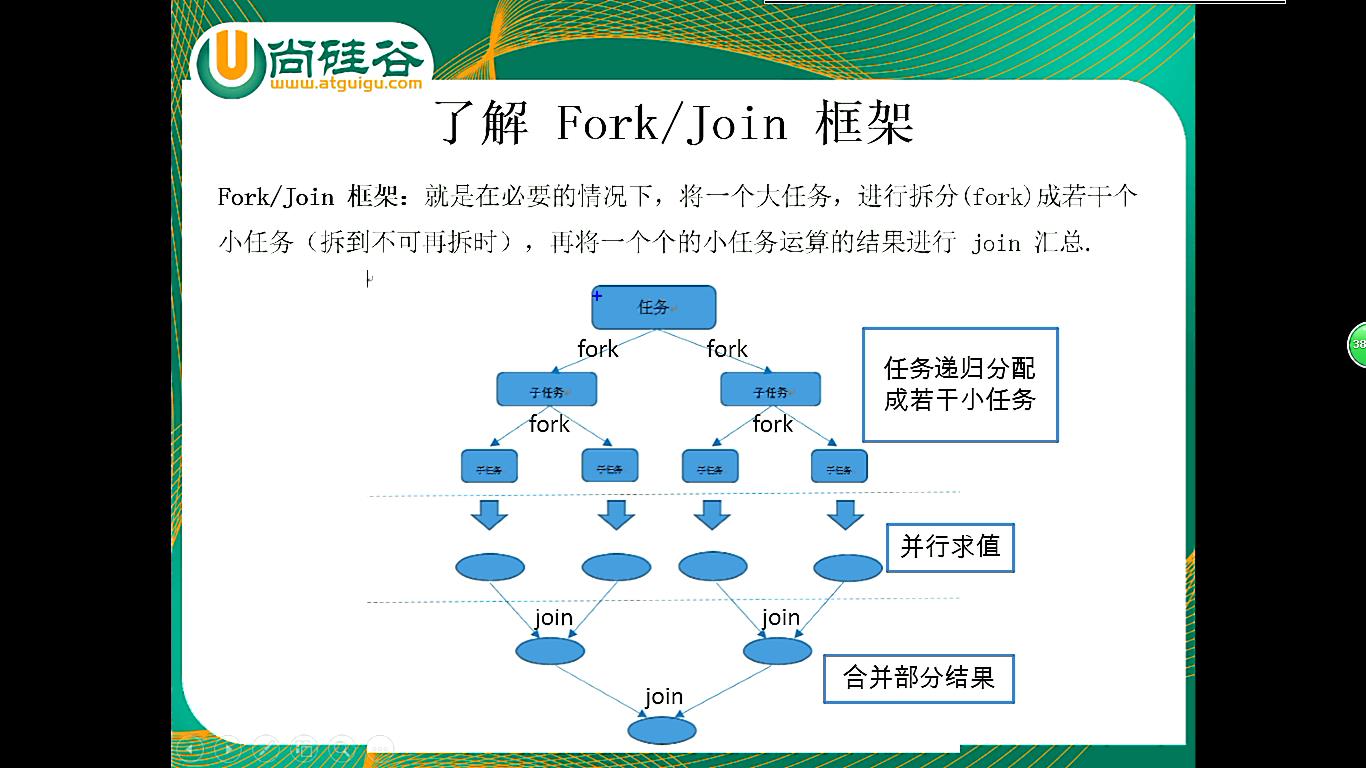 尚硅谷
www.atguigu.com
了解 Fork/Join 框架
Fork/Join 框架：就是在必要的情况下，将一个大任务，进行拆分(fork)成若干个
小任务（拆到不可再拆时），再将一个个的小任务运算的结果进行 join 汇总.
任务
fork fork
任务递归分配
成若干小任务
子任务 子任务
fork fork
子任务 子任务 子任务 子任务
并行求值
join join
合并部分结果
join
38